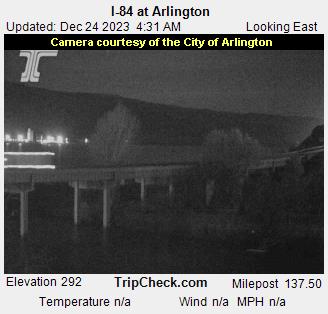 I-84 at Arlington
Updated: Dec 24 2023 4:31 AM Looking East
Camera courtesy of the City of Arlington
Elevation 292 TripCheck.com Milepost 137.50
Temperature n/a Wind n/a MPH n/a